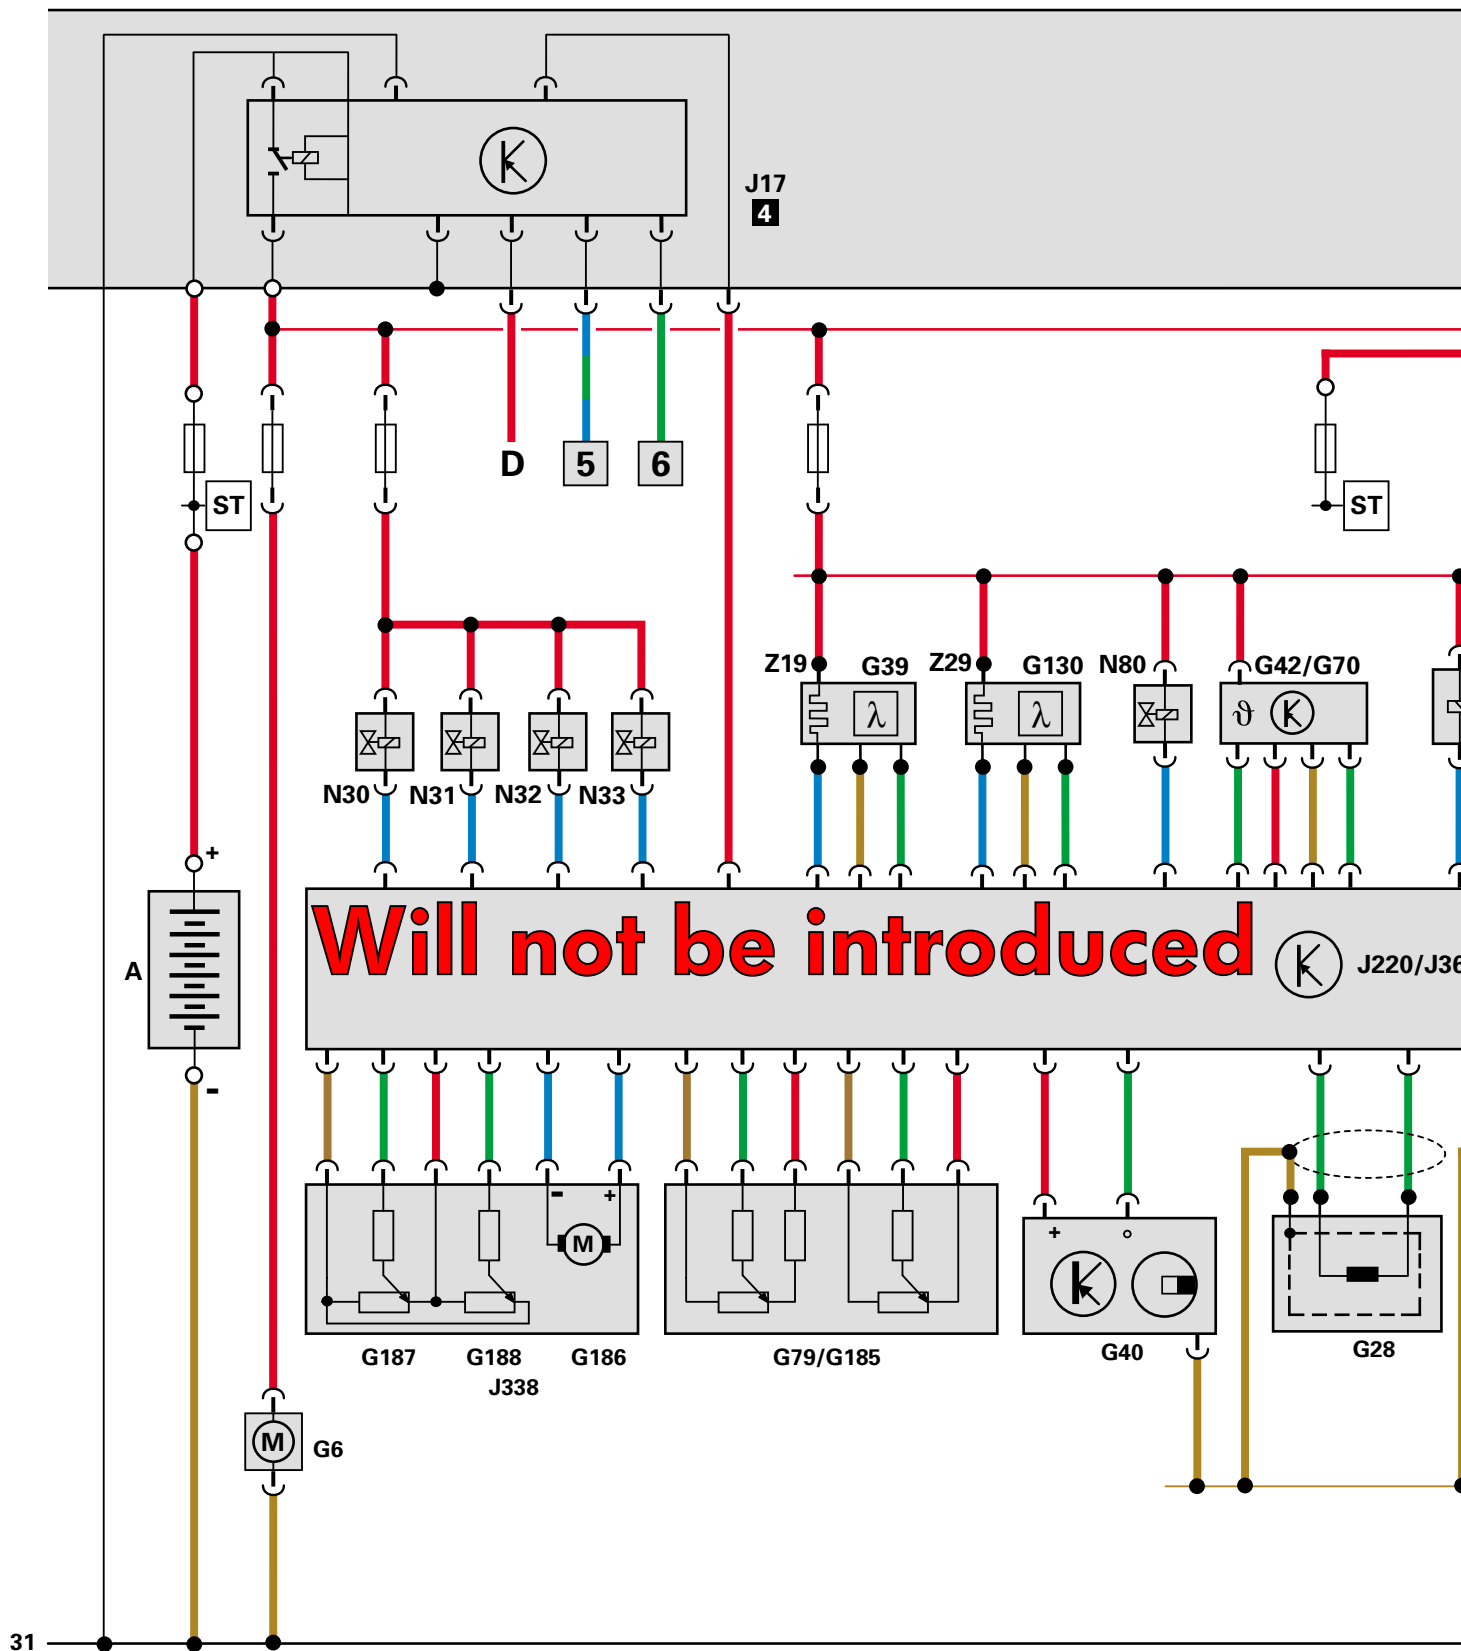 J17
4
D
5
6
ST
ST
Z19
G39
Z29
G130
N80
G42/G70
λ
λ
ϑ
N30
N31
N32
N33
+
A
Will not be introduced
J220/J36
-
-
+
M
+
G187
G188
G186
J338
G79/G185
G40
G28
M
G6
31